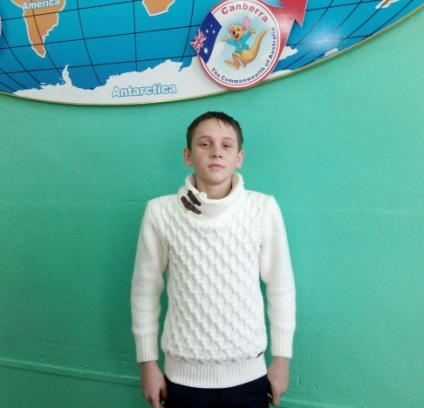 America
Canberra
The Commonwealth of Australia
Antarctica